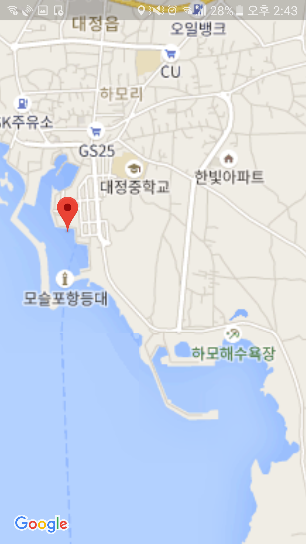 28% 오후 2:43
대정읍
오일뱅크
CU
하모리
SK주유소
GS25
대정중학교
한빛아파트
모슬포항등대
하모해수욕장
Google